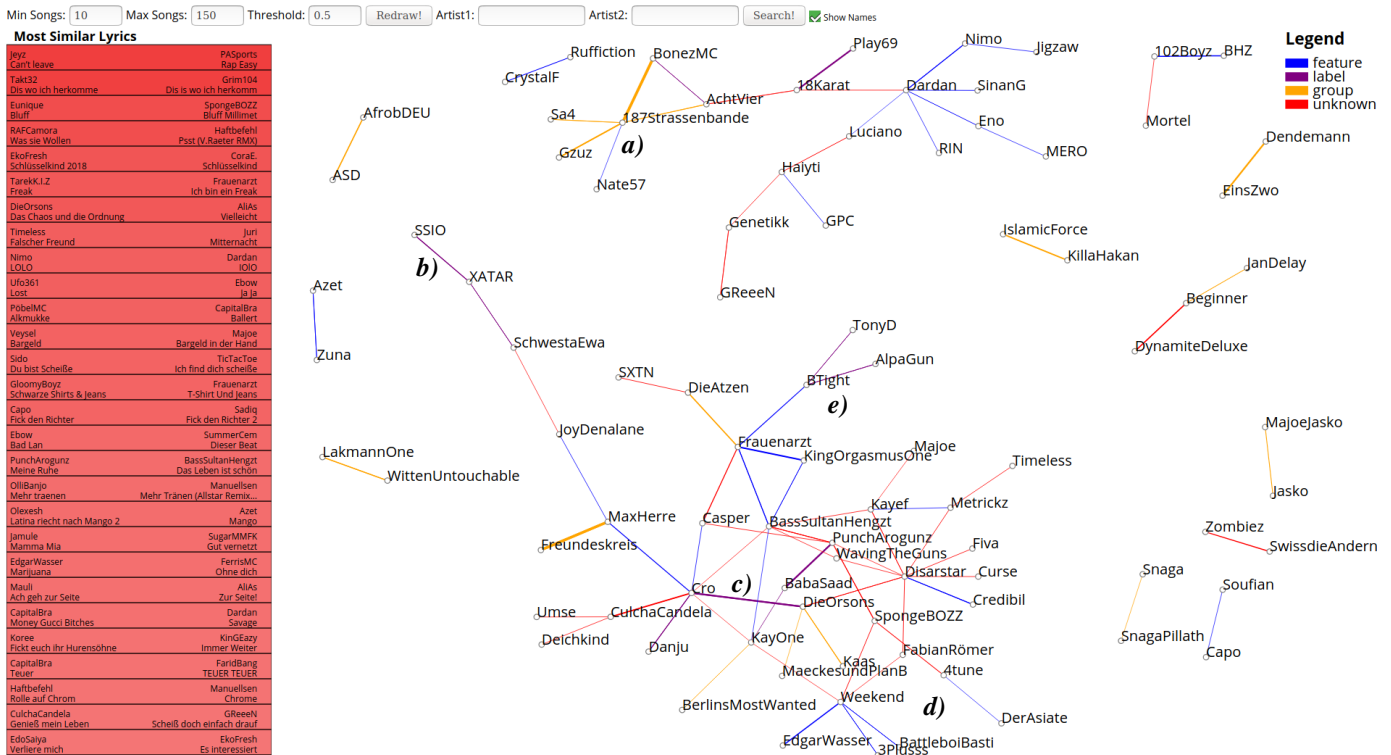 Min Songs: 10 Max Songs: 150 Threshold: 0.5 Redraw! Artist1: Artist2: Search! Show Names
Most Similar Lyrics
Jeyz PASports
Can't leave Rap Easy
Takt32 Grim104
Dis wo ich herkomme Dis is wo ich herkomm
Eunique SpongeBOZZ
Bluff Bluff Millimet
RAFCamora Haftbefehl
Was sie Wollen Psst (V.Raeter RMX)
EkoFresh CoraE.
Schlüsselkind 2018 Schlüsselkind
TarekK.I.Z Frauenarzt
Freak Ich bin ein Freak
DieOrsons AliAs
Das Chaos und die Ordnung Vielleicht
Timeless Juri
Falscher Freund Mitternacht
Nimo Dardan
LOLO lOlO
Ufo361 Ebow
Lost Ja Ja
PöbelMC CapitalBra
Alkmukke Ballert
Veysel Majoe
Bargeld Bargeld in der Hand
Sido TicTacToe
Du bist Scheiße Ich find dich scheiße
GloomyBoyz Frauenarzt
Schwarze Shirts & Jeans T-Shirt Und Jeans
Capo Sadiq
Fick den Richter Fick den Richter 2
Ebow SummerCem
Bad Lan Dieser Beat
PunchArogunz BassSultanHengzt
Meine Ruhe Das Leben ist schön
OlliBanjo Manuellsen
Mehr traenen Mehr Tränen (Allstar Remix...
Olexesh Azet
Latina riecht nach Mango 2 Mango
Jamule SugarMMFK
Mamma Mia Gut vernetzt
EdgarWasser FerrisMC
Marijuana Ohne dich
Mauli AliAs
Ach geh zur Seite Zur Seite!
CapitalBra Dardan
Money Gucci Bitches Savage
Koree KinGEazy
Fickt euch ihr Hurensöhne Immer Weiter
CapitalBra FaridBang
Teuer TEUER TEUER
Haftbefehl Manuellsen
Rolle auf Chrom Chrome
CulchaCandela GReeeN
Genieß mein Leben Scheiß doch einfach drauf
EdoSaiya EkoFresh
Verliere mich Es interessiert
Legend
feature
label
group
unknown
Ruffiction
CrystalF
BonezMC
Play69
Nimo
Jigzaw
102Boyz
BHZ
Mortel
AfrobDEU
ASD
Sa4
187Strassenbande
AchtVier
18Karat
Dardan
SinanG
Gzuz
a)
Nate57
Luciano
RIN
Eno
MERO
Dendemann
EinsZwo
Haiyti
Genetikk
GPC
GReeeN
IslamicForce
KillaHakan
SSIO
b)
XATAR
JanDelay
Beginner
DynamiteDeluxe
Azet
Zuna
SchwestaEwa
TonyD
AlpaGun
SXTN
DieAtzen
BTight
e)
JoyDenalane
Frauenarzt
KingOrgasmusOne
Majoe
Timeless
MajoeJasko
Jasko
LakmannOne
WittenUntouchable
Kayef
Metrickz
MaxHerre
Freundeskreis
Casper
BassSultanHengzt
PunchArogunz
WavingTheGuns
Fiva
Zombiez
SwissdieAndern
Disarstar
Curse
Credibil
Cro
c)
BabaSaad
DieOrsons
Snaga
SnagaPillath
Soufian
Capo
Umse
CulchaCandela
Deichkind
Danju
KayOne
SpongeBOZZ
FabianRömer
Kaas
MaeckesundPlanB
4tune
BerlinsMostWanted
Weekend
d)
DerAsiate
EdgarWasser
BattleboiBasti
3Plusss